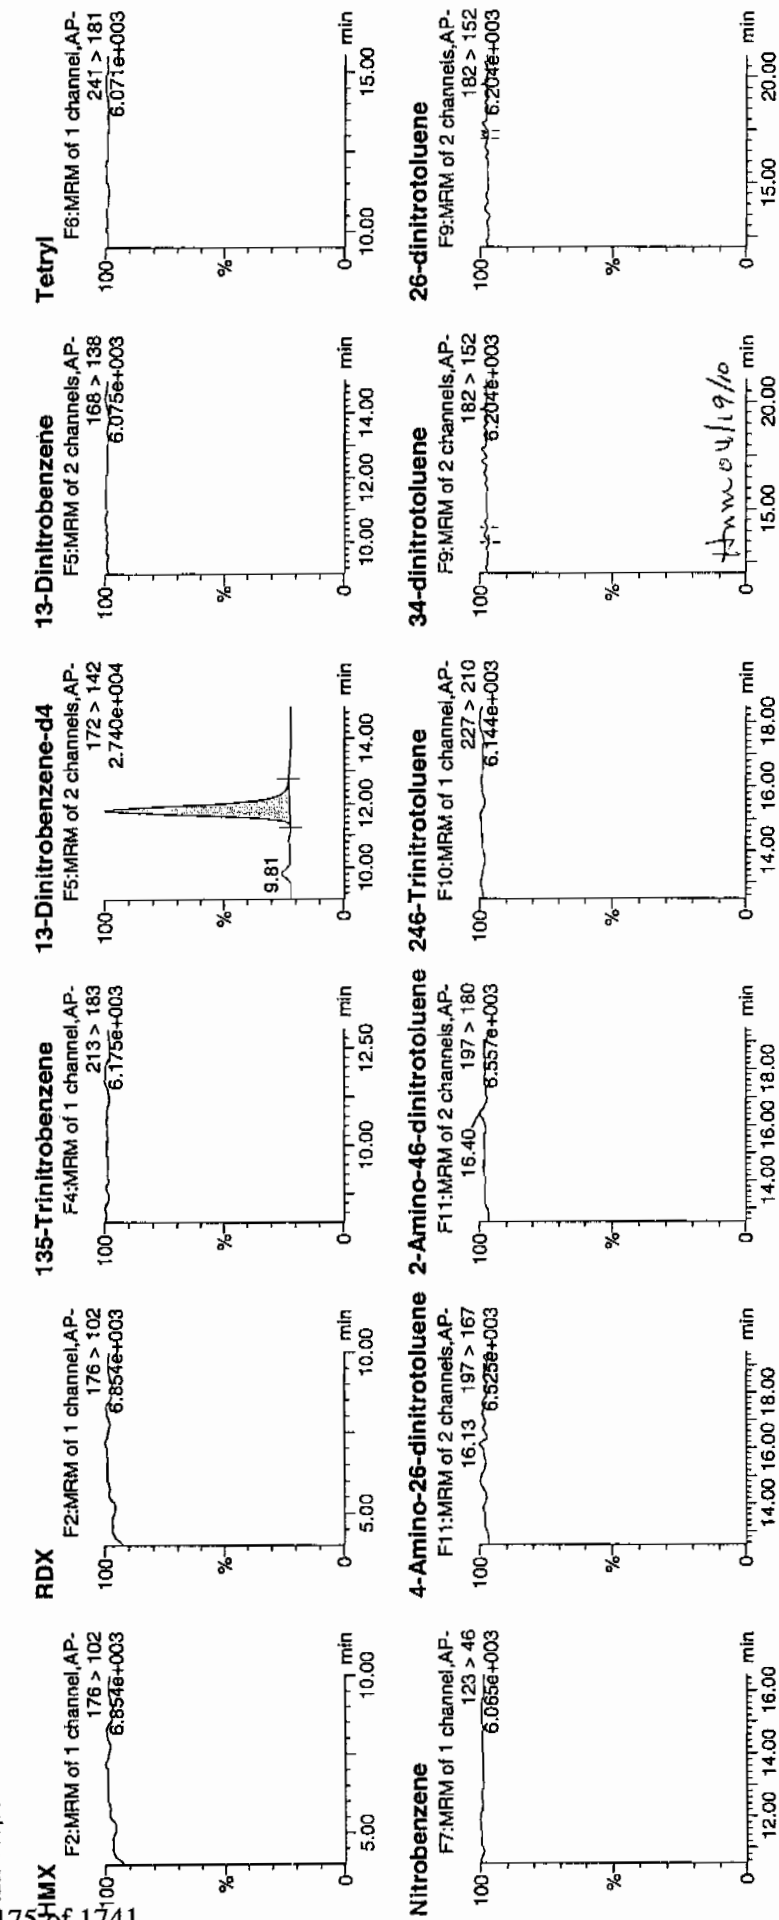 HMX
F2:MRM of 1 channel,AP-
176 > 102
6.854e+003
100
%
0
5.00 10.00 min
RDX
F2:MRM of 1 channel,AP-
176 > 102
6.854e+003
100
%
0
5.00 10.00 min
135-Trinitrobenzene
F4:MRM of 1 channel,AP-
213 > 183
6.175e+003
100
%
0
10.00 12.50 min
13-Dinitrobenzene-d4
F5:MRM of 2 channels,AP-
172 > 142
2.740e+004
100
%
9.81
0
10.00 12.00 14.00 min
13-Dinitrobenzene
F5:MRM of 2 channels,AP-
168 > 138
6.075e+003
100
%
0
10.00 12.00 14.00 min
Tetryl
F6:MRM of 1 channel,AP-
241 > 181
6.071e+003
100
%
0
10.00 15.00 min
Nitrobenzene
F7:MRM of 1 channel,AP-
123 > 46
6.065e+003
100
%
0
12.00 14.00 16.00 min
4-Amino-26-dinitrotoluene
F11:MRM of 2 channels,AP-
16.13 197 > 167
6.525e+003
100
%
0
14.00 16.00 18.00 min
2-Amino-46-dinitrotoluene
F11:MRM of 2 channels,AP-
16.40 197 > 180
6.557e+003
100
%
0
14.00 16.00 18.00 min
246-Trinitrotoluene
F10:MRM of 1 channel,AP-
227 > 210
6.144e+003
100
%
0
14.00 16.00 18.00 min
34-dinitrotoluene
F9:MRM of 2 channels,AP-
182 > 152
6.204e+003
100
%
0
15.00 20.00 min
04/19/10
26-dinitrotoluene
F9:MRM of 2 channels,AP-
182 > 152
6.204e+003
100
%
0
15.00 20.00 min
175 of 1741